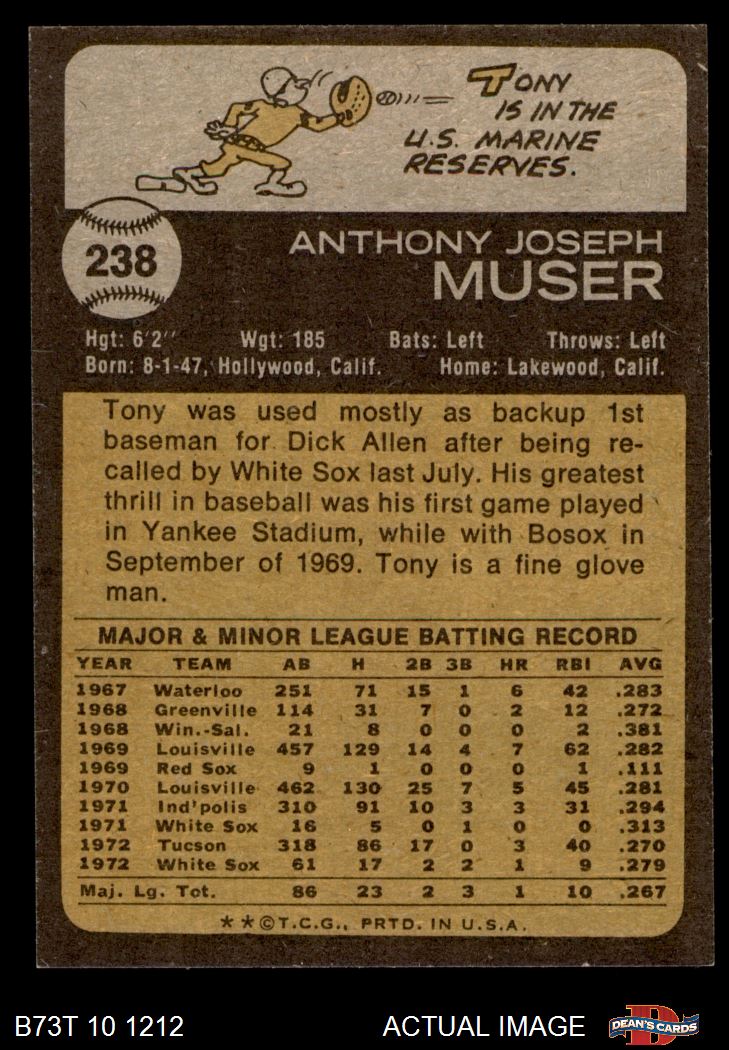 TONY
IS IN THE
U.S. MARINE
RESERVES.
238
ANTHONY JOSEPH
MUSER
Hgt: 6'2" Wgt: 185 Bats: Left Throws: Left
Born: 8-1-47, Hollywood, Calif. Home: Lakewood, Calif.
Tony was used mostly as backup 1st
baseman for Dick Allen after being re-
called by White Sox last July. His greatest
thrill in baseball was his first game played
in Yankee Stadium, while with Bosox in
September of 1969. Tony is a fine glove
man.
MAJOR & MINOR LEAGUE BATTING RECORD
YEAR TEAM AB H 2B 3B HR RBI AVG
1967 Waterloo 251 71 15 1 6 42 .283
1968 Greenville 114 31 7 0 2 12 .272
1968 Win.-Sal. 21 8 0 0 0 2 .381
1969 Louisville 457 129 14 4 7 62 .282
1969 Red Sox 9 1 0 0 0 1 .111
1970 Louisville 462 130 25 7 5 45 .281
1971 Ind'polis 310 91 10 3 3 31 .294
1971 White Sox 16 5 0 1 0 0 .313
1972 Tucson 318 86 17 0 3 40 .270
1972 White Sox 61 17 2 2 1 9 .279
Maj. Lg. Tot. 86 23 2 3 1 10 .267
★★©T.C.G., PRTD. IN U.S.A.
B73T 10 1212 ACTUAL IMAGE DEAN'S CARDS